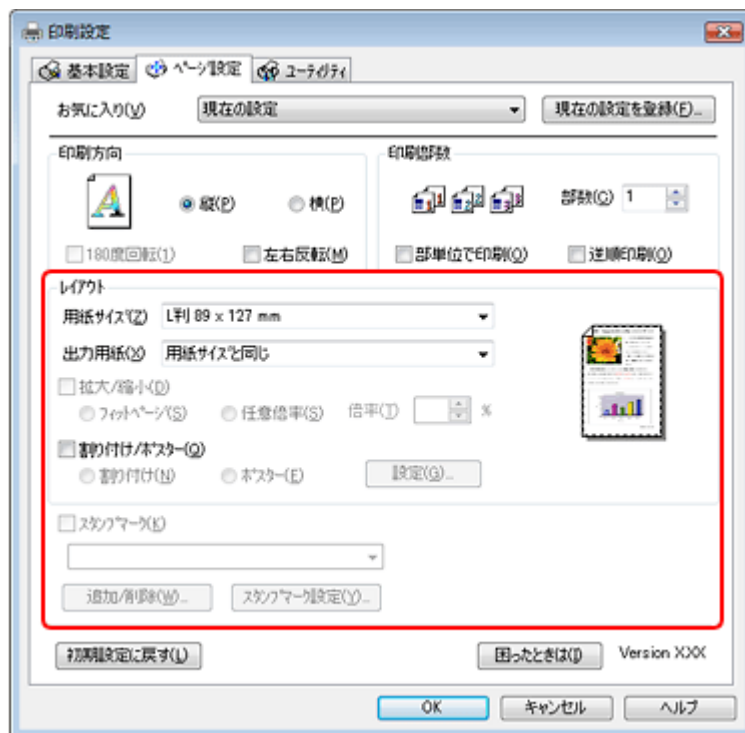 印刷設定
基本設定 ページ設定 ユーティリティ
お気に入り(V) 現在の設定 現在の設定を登録(F)...
印刷方向 印刷部数
縦(P) 横(P) 部数(C) 1
180度回転(1) 左右反転(M) 部単位で印刷(O) 逆順印刷(O)
レイアウト
用紙サイズ(Z) L判 89 x 127 mm
出力用紙(X) 用紙サイズと同じ
拡大/縮小(D)
フィットページ(S) 任意倍率(S) 倍率(T) %
割り付け/ポスター(Q)
割り付け(N) ポスター(E) 設定(G)...
スタンプマーク(K)
追加/削除(W)... スタンプマーク設定(Y)...
初期設定に戻す(L) 困ったときは(I) Version XXX
OK キャンセル ヘルプ